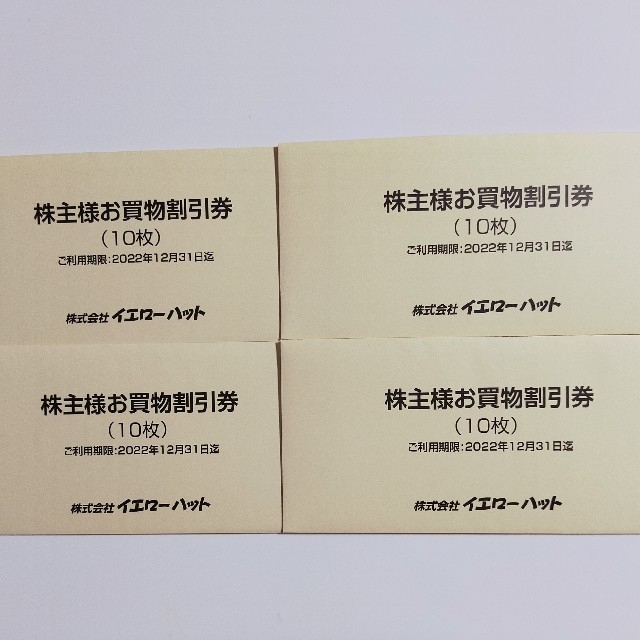 株主様お買物割引券
（10枚）
ご利用期限：2022年12月31日迄
株式会社 イエローハット
株主様お買物割引券
（10枚）
ご利用期限：2022年12月31日迄
株式会社 イエローハット
株主様お買物割引券
（10枚）
ご利用期限：2022年12月31日迄
株式会社 イエローハット
株主様お買物割引券
（10枚）
ご利用期限：2022年12月31日迄
株式会社 イエローハット